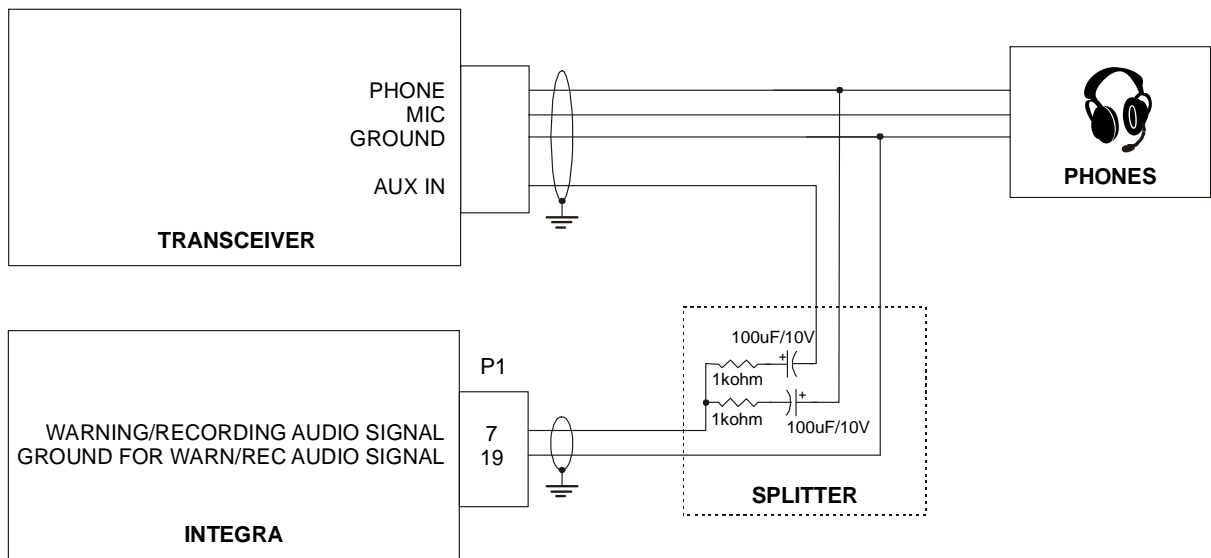 PHONE
MIC
GROUND
AUX IN
TRANSCEIVER
PHONES
100uF/10V
+
1kohm
+
1kohm
100uF/10V
SPLITTER
P1
WARNING/RECORDING AUDIO SIGNAL 7
GROUND FOR WARN/REC AUDIO SIGNAL 19
INTEGRA